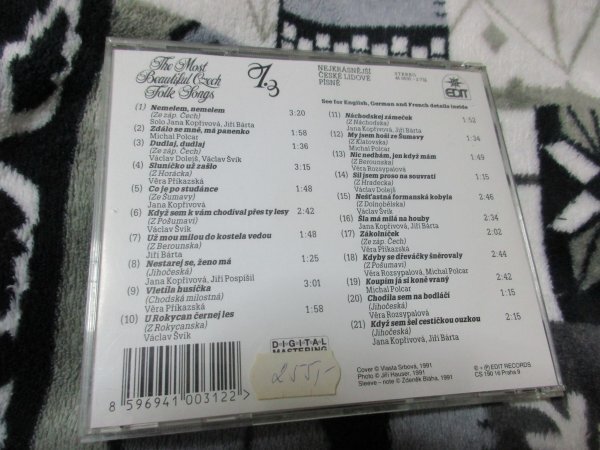 The Most
Beautiful Czech
Folk Songs
NEJKRÁSNĚJŠÍ
ČESKÉ LIDOVÉ
PÍSNĚ
STEREO
EDIT
See for English, German and French details inside
(1) Nemelem, nemelem 3:20
(Ze záp. Čech)
Solo Jana Kopřivová, Jiří Bárta
(2) Zdálo se mně, má panenko 1:58
Michal Polcar
(3) Dudlaj, dudlaj 1:36
(Ze záp. Čech)
Václav Dolejš, Václav Švík
(4) Sluníčko už zašlo 3:15
(Z Horácka)
Věra Příkazská
(5) Co je po studánce 1:48
(Ze Šumavy)
Jana Kopřivová
(6) Když sem k vám chodíval přes ty lesy 2:42
(Z Pošumaví)
Václav Švík
(7) Už mou milou do kostela vedou 1:48
(Z Berounska)
Jiří Bárta
(8) Nestarej se, ženo má 1:25
(Jihočeská)
Jana Kopřivová, Jiří Pospíšil
(9) Vletila husička 3:01
(Chodská milostná)
Věra Příkazská
(10) U Rokycan černej les 1:58
(Z Rokycanska)
Václav Švík
(11) Náchodskej zámeček 1:52
(Z Náchodska)
Jana Kopřivová, Jiří Bárta
(12) My jsem hoši ze Šumavy 1:34
(Z Klatovska)
Michal Polcar
(13) Nic nedbám, jen když mám 1:49
(Z Berounska)
Věra Rozsypalová
(14) Sil jsem proso na souvrati 1:15
(Z Hradecka)
Václav Dolejš
(15) Nešťastná formanská kobyla 2:46
(Z Dolnobělska)
Václav Švík
(16) Šla má milá na houby 2:34
Jana Kopřivová, Jiří Bárta
(17) Zákolníček 2:02
(Ze záp. Čech)
Věra Příkazská
(18) Kdyby se dřeváčky šněrovaly 2:44
(Z Pošumaví)
Věra Rozsypalová, Michal Polcar
(19) Koupím já si koně vraný 2:42
Michal Polcar
(20) Chodila sem na bodláčí 1:15
(Jihočeská)
Věra Rozsypalová
(21) Když sem šel cestičkou ouzkou 2:15
(Jihočeská)
Jana Kopřivová, Jiří Bárta
DIGITAL
MASTERING
255,-
8 596941 003122 >
Cover © Vlasta Srbová, 1991
Photo © Jiří Hauser, 1991
Sleeve – note © Zdeněk Bláha, 1991
© + ℗ EDIT RECORDS
CS 190 16 Praha 9